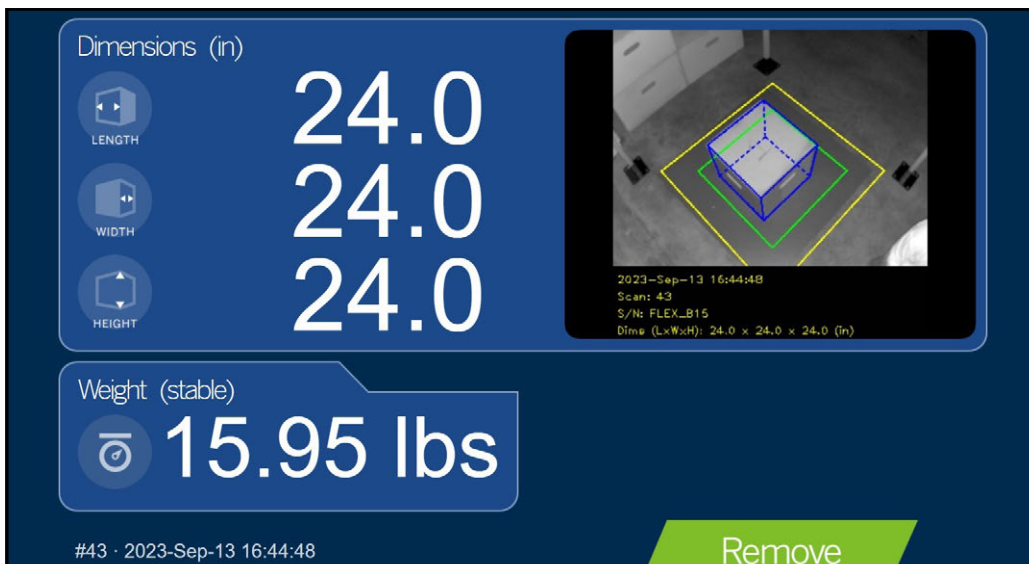 Dimensions (in)
LENGTH
24.0
WIDTH
24.0
HEIGHT
24.0
2023-Sep-13 16:44:48
Scan: 43
S/N: FLEX_B15
Dims (LxWxH): 24.0 x 24.0 x 24.0 (in)
Weight (stable)
15.95 lbs
#43 · 2023-Sep-13 16:44:48
Remove